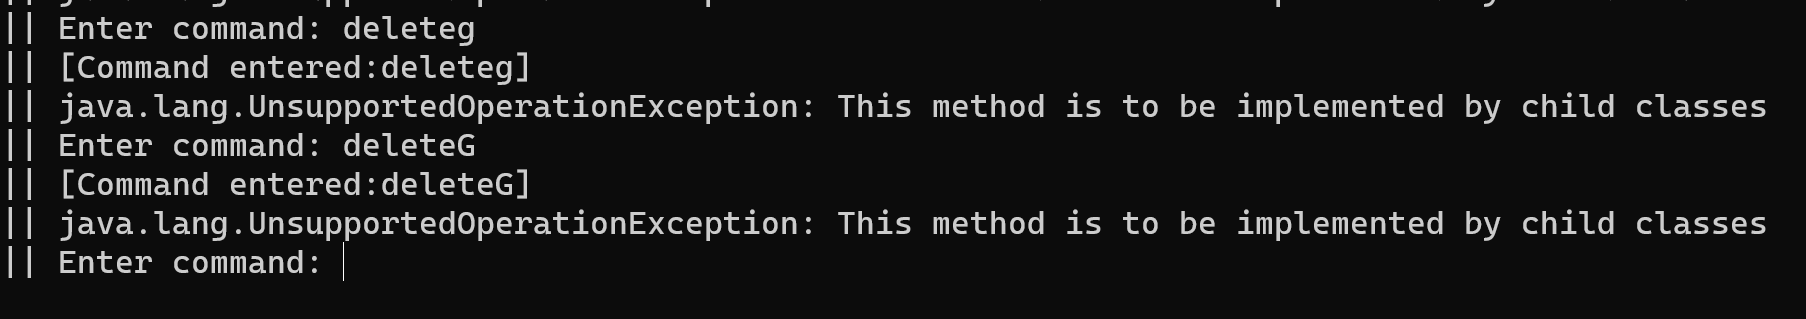 || Enter command: deleteg
|| [Command entered:deleteg]
|| java.lang.UnsupportedOperationException: This method is to be implemented by child classes
|| Enter command: deleteG
|| [Command entered:deleteG]
|| java.lang.UnsupportedOperationException: This method is to be implemented by child classes
|| Enter command: